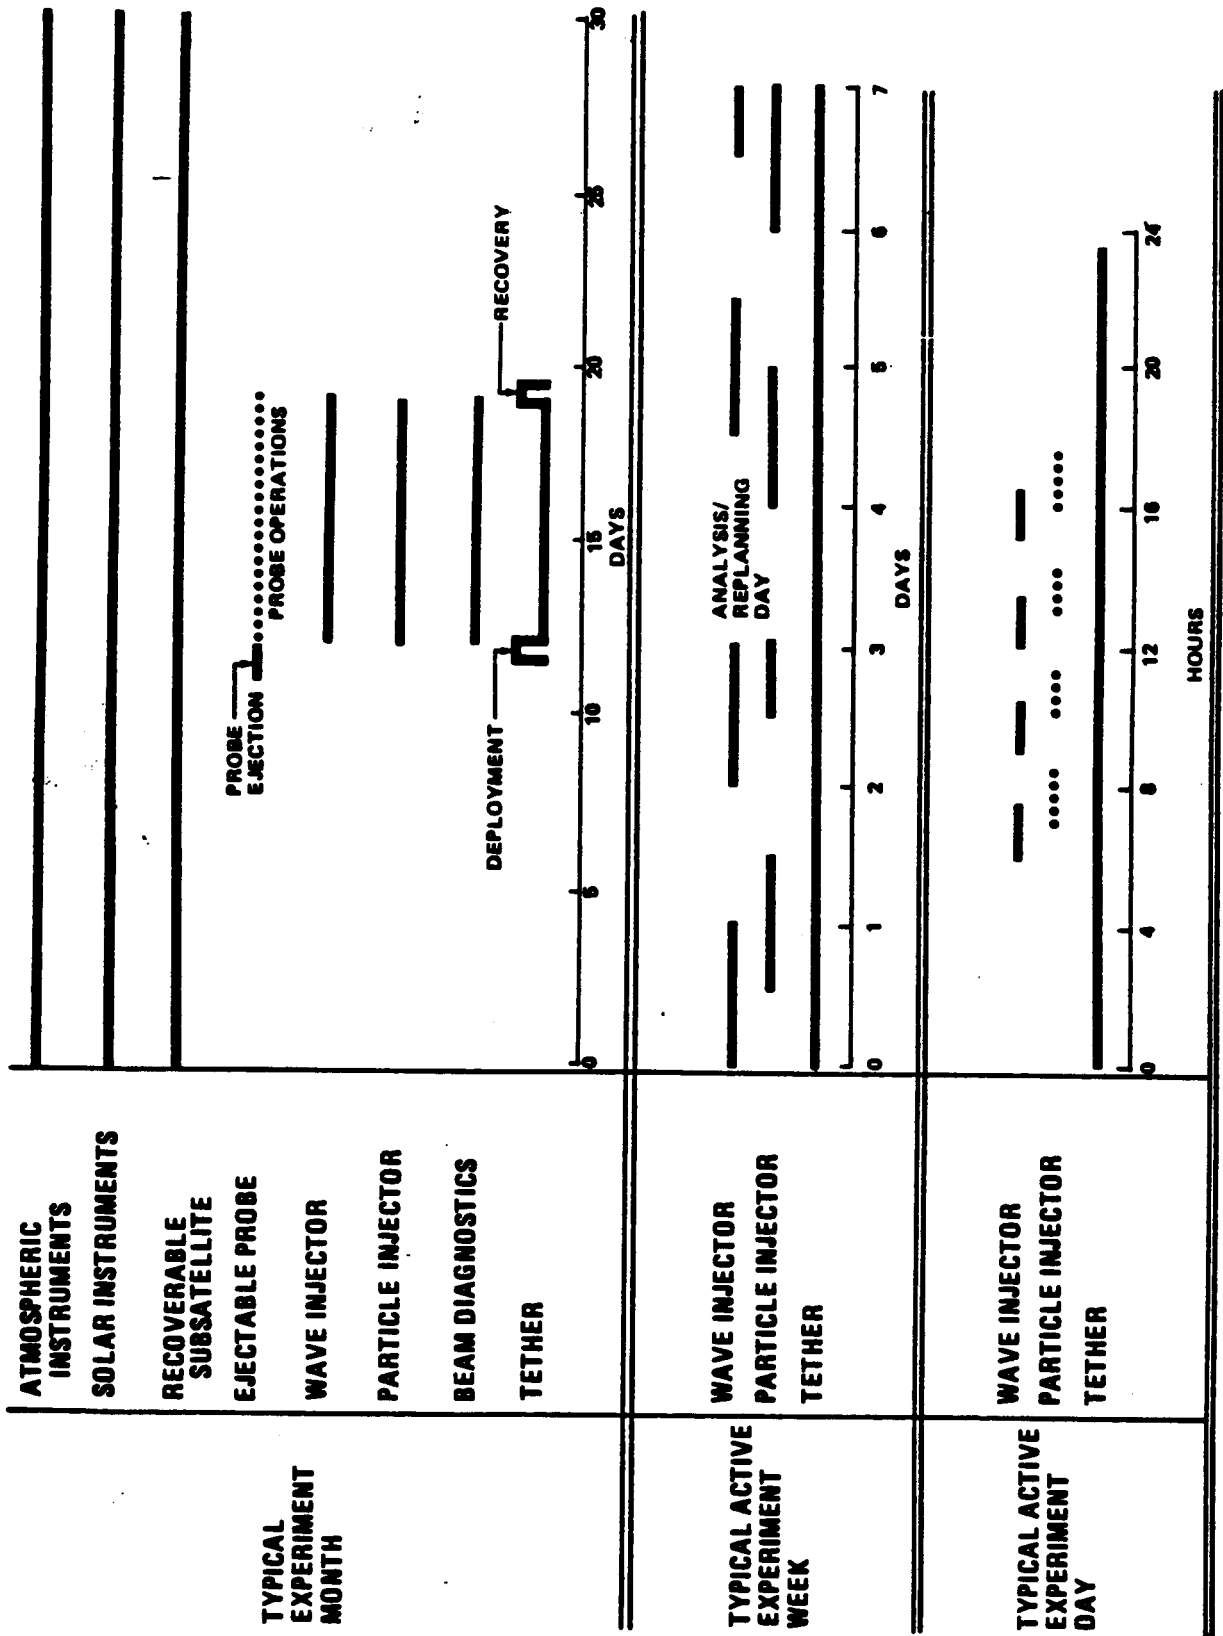 TYPICAL
EXPERIMENT
MONTH
ATMOSPHERIC
INSTRUMENTS
SOLAR INSTRUMENTS
RECOVERABLE
SUBSATELLITE
EJECTABLE PROBE
WAVE INJECTOR
PARTICLE INJECTOR
BEAM DIAGNOSTICS
TETHER
PROBE
EJECTION
PROBE OPERATIONS
DEPLOYMENT
RECOVERY
0 5 10 15 20 25 30
DAYS
TYPICAL ACTIVE
EXPERIMENT
WEEK
WAVE INJECTOR
PARTICLE INJECTOR
TETHER
ANALYSIS/
REPLANNING
DAY
0 1 2 3 4 5 6 7
DAYS
TYPICAL ACTIVE
EXPERIMENT
DAY
WAVE INJECTOR
PARTICLE INJECTOR
TETHER
0 4 8 12 16 20 24
HOURS